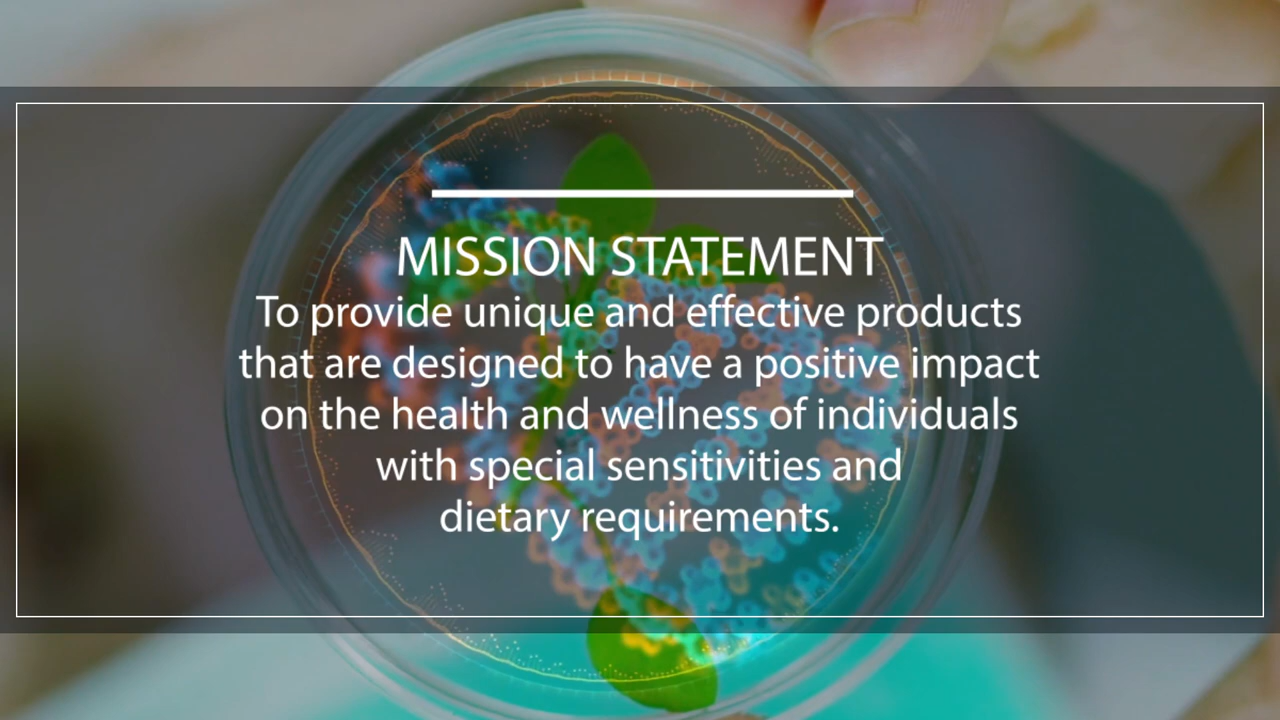 MISSION STATEMENT
To provide unique and effective products
that are designed to have a positive impact
on the health and wellness of individuals
with special sensitivities and
dietary requirements.